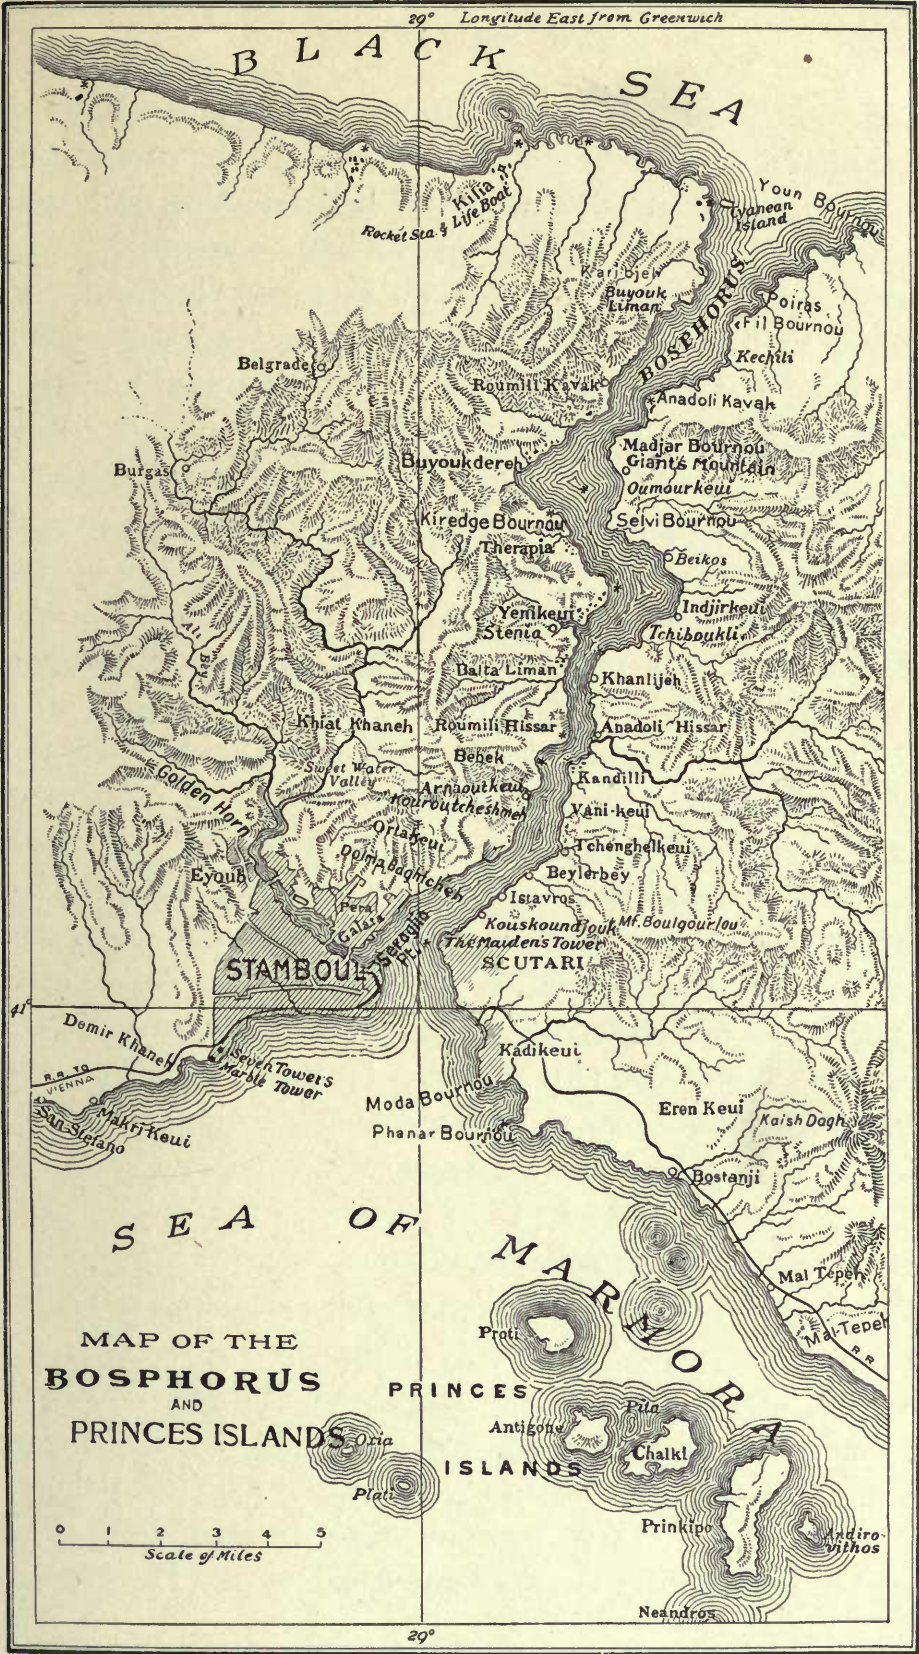 29° Longitude East from Greenwich
BLACK SEA
Kilia
Rocket Sta. & Life Boat
Youn Bournou
Cyanean
Island
Karibjeh
Buyouk
Liman
BOSPHORUS
Poiras
Fil Bournou
Kechili
Belgrade
Roumili Kavak
Anadoli Kavak
Burgas
Buyoukdereh
Madjar Bournou
Giant's Mountain
Oumourkeui
Kiredge Bournou
Selvi Bournou
Therapia
Beikos
Yenikeui
Indjirkeui
Stenia
Tchiboukli
Ali Bey
Balta Liman
Khanlijeh
Khiat Khaneh
Roumili Hissar
Anadoli Hissar
Bebek
Sweet Water
Valley
Kandilli
Golden Horn
Arnaoutkeui
Kouroutcheshmeh
Vani-keui
Ortakeui
Tchenghelkeui
Dolma Baghtcheh
Eyoub
Beylerbey
Pera
Istavros
Galata
Kouskoundjouk
Mt. Boulgourlou
Seraglio
Pt.
The Maiden's Tower
STAMBOUL
SCUTARI
41°
Demir Khaneh
Kadikeui
Seven Towers
Marble Tower
R.R. TO
VIENNA
Moda Bournou
Eren Keui
Makri-Keui
San-Stefano
Kaish Dagh
Phanar Bournou
Bostanji
SEA OF MARMORA
Mal Tepeh
Mal-Tepeh
R R
Proti
MAP OF THE
BOSPHORUS
AND
PRINCES ISLANDS
PRINCES
ISLANDS
Pita
Antigone
Oxia
Chalki
Plati
Prinkipo
Andiro-
vithos
0 1 2 3 4 5
Scale of Miles
Neandros
29°